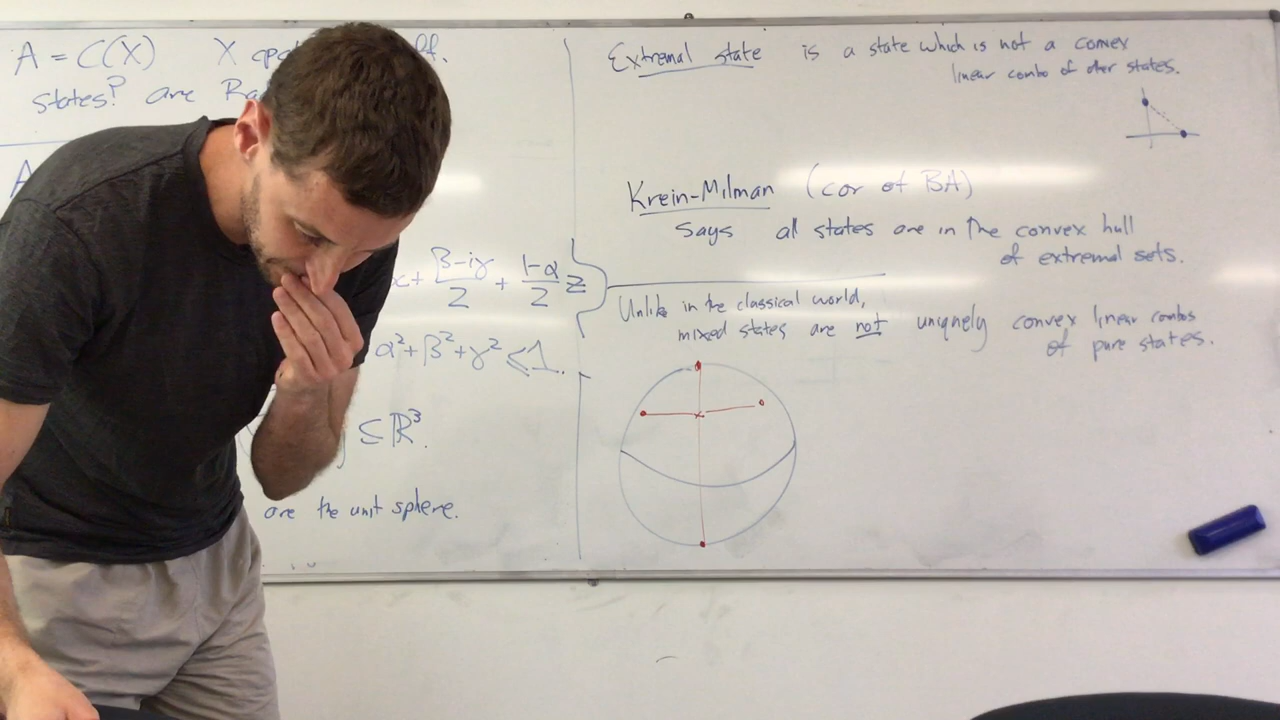 A = C(X) X
states? are
A
x + β-iγ/2 + 1-α/2 z
α²+β²+γ² ≤ 1.
⊆ ℝ³.
are the unit sphere.
Extremal state is a state which is not a convex
linear combo of other states.
Krein-Milman (cor of BA)
says all states are in the convex hull
of extremal sets.
Unlike in the classical world,
mixed states are not uniquely convex linear combos
of pure states.